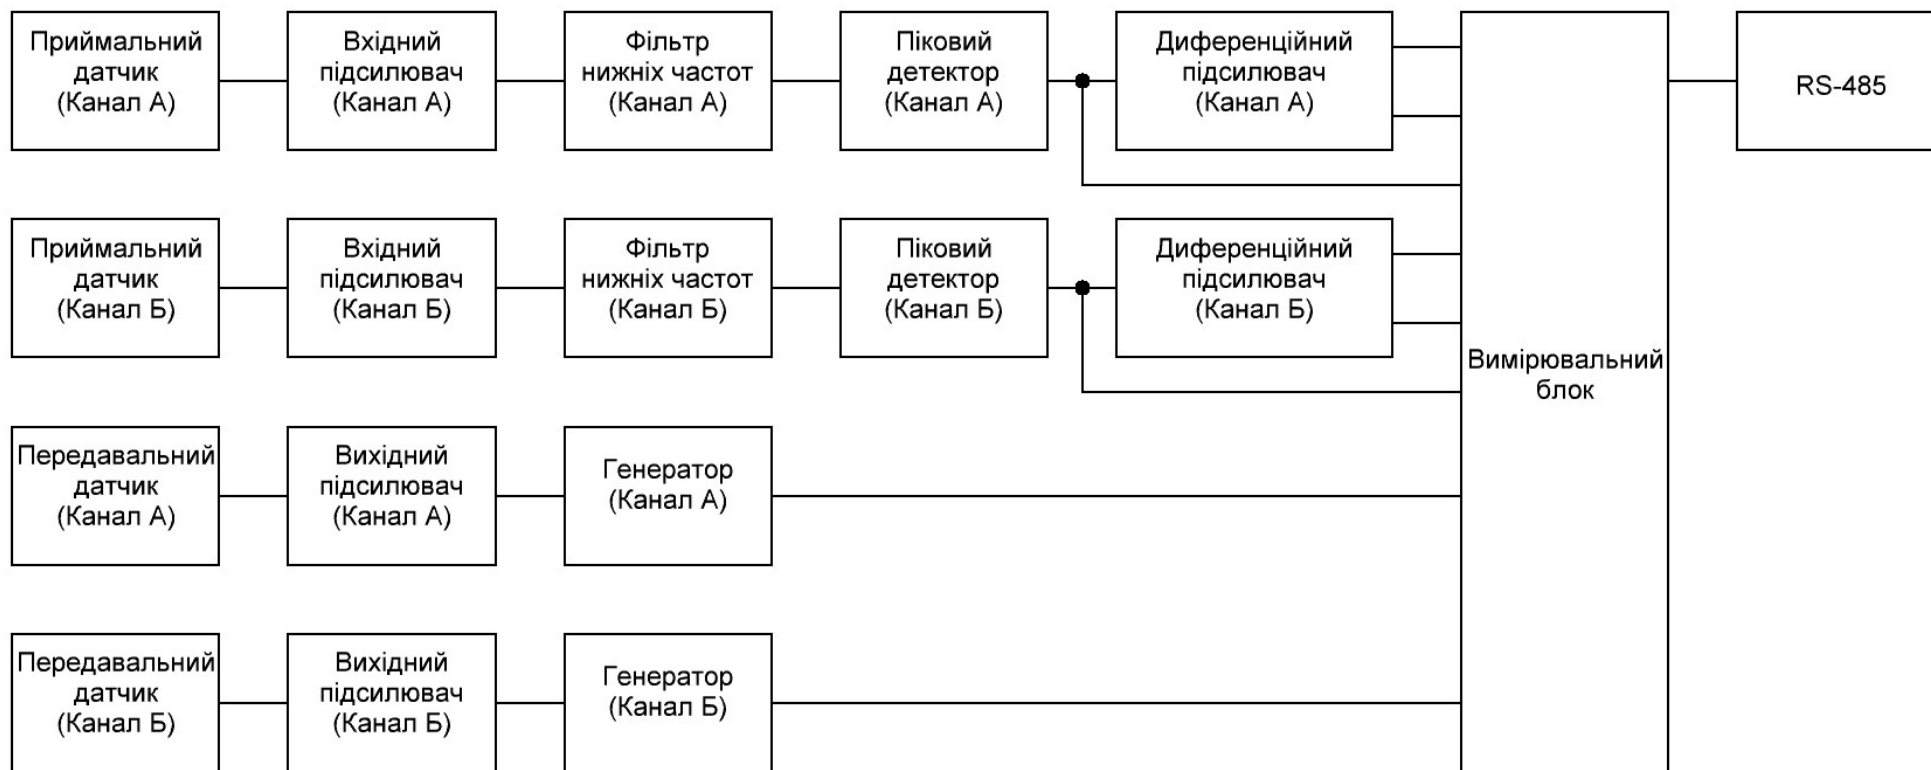 Приймальний
датчик
(Канал А)
Вхідний
підсилювач
(Канал А)
Фільтр
нижніх частот
(Канал А)
Піковий
детектор
(Канал А)
Диференційний
підсилювач
(Канал А)
RS-485
Приймальний
датчик
(Канал Б)
Вхідний
підсилювач
(Канал Б)
Фільтр
нижніх частот
(Канал Б)
Піковий
детектор
(Канал Б)
Диференційний
підсилювач
(Канал Б)
Вимірювальний
блок
Передавальний
датчик
(Канал А)
Вихідний
підсилювач
(Канал А)
Генератор
(Канал А)
Передавальний
датчик
(Канал Б)
Вихідний
підсилювач
(Канал Б)
Генератор
(Канал Б)